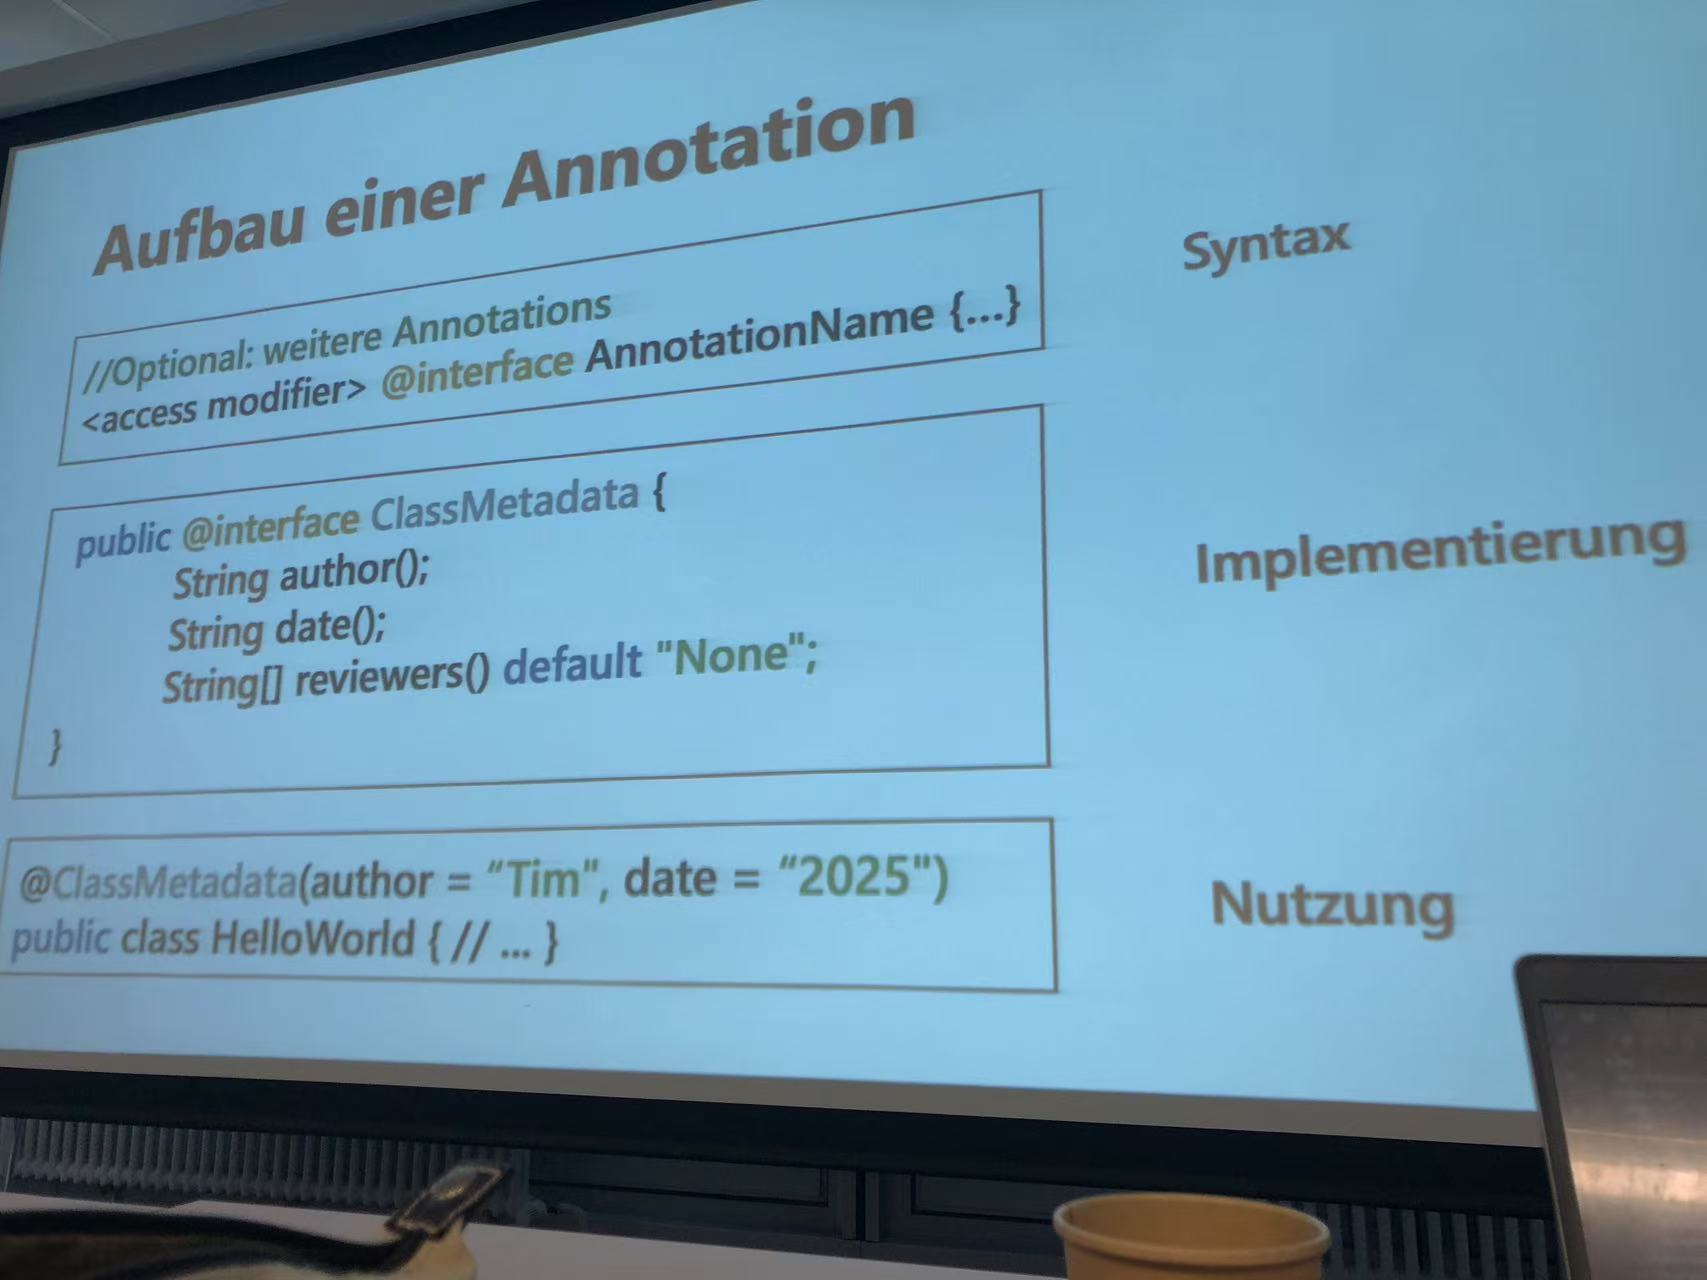 Aufbau einer Annotation
//Optional: weitere Annotations
<access modifier> @interface AnnotationName {...}
Syntax
public @interface ClassMetadata {
String author();
String date();
String[] reviewers() default "None";
}
Implementierung
@ClassMetadata(author = “Tim", date = “2025")
public class HelloWorld { // ... }
Nutzung